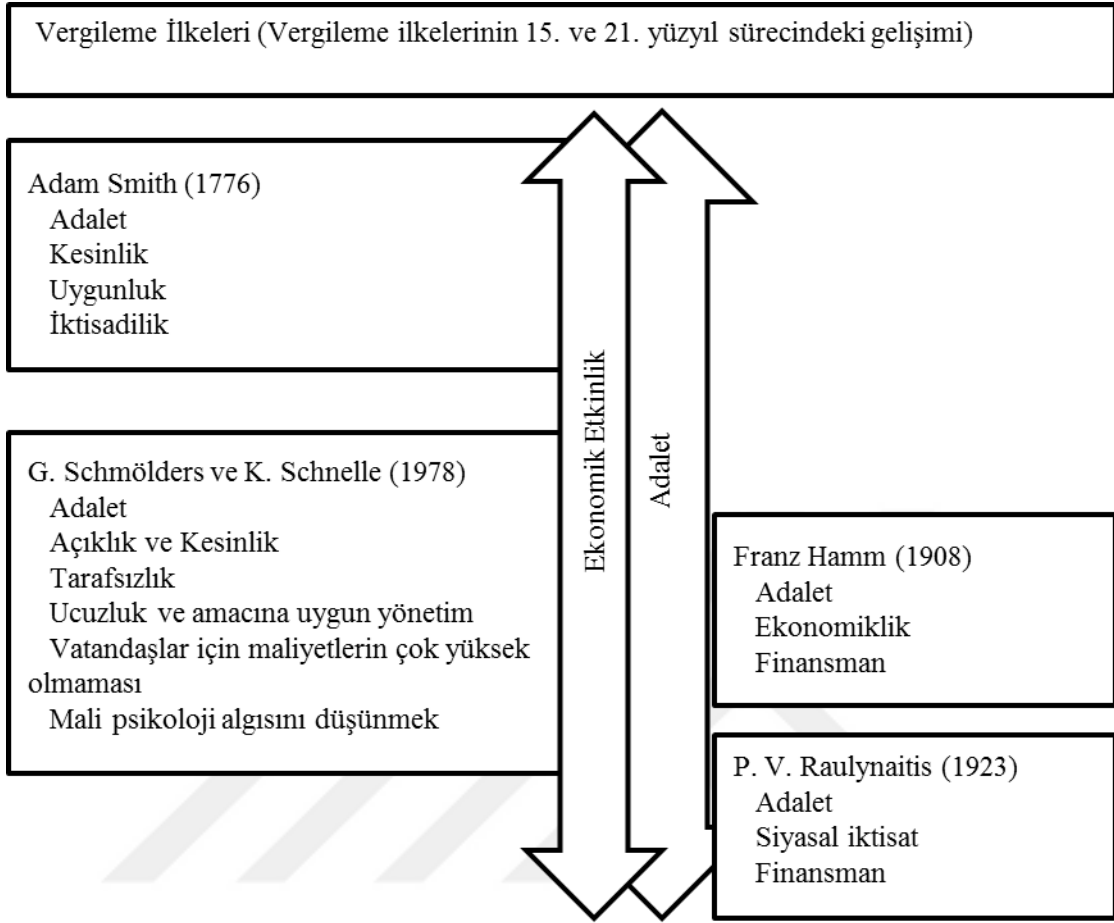 Vergileme İlkeleri (Vergileme ilkelerinin 15. ve 21. yüzyıl sürecindeki gelişimi)
Adam Smith (1776)
Adalet
Kesinlik
Uygunluk
İktisadilik
G. Schmölders ve K. Schnelle (1978)
Adalet
Açıklık ve Kesinlik
Tarafsızlık
Ucuzluk ve amacına uygun yönetim
Vatandaşlar için maliyetlerin çok yüksek
olmaması
Mali psikoloji algısını düşünmek
Ekonomik Etkinlik
Adalet
Franz Hamm (1908)
Adalet
Ekonomiklik
Finansman
P. V. Raulynaitis (1923)
Adalet
Siyasal iktisat
Finansman